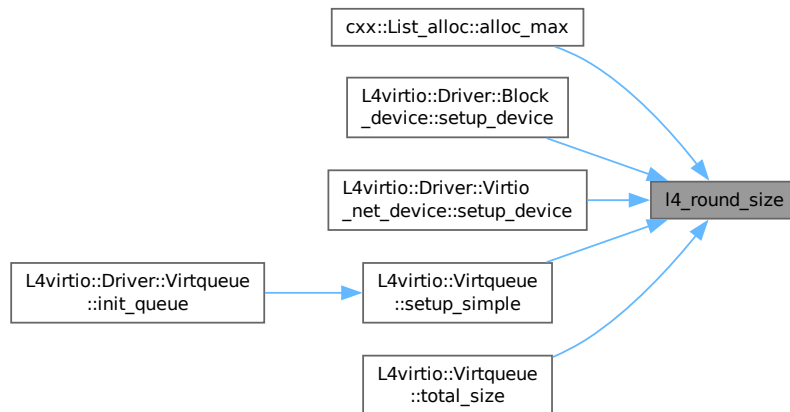 cxx::List_alloc::alloc_max
L4virtio::Driver::Block
_device::setup_device
L4virtio::Driver::Virtio
_net_device::setup_device
l4_round_size
L4virtio::Driver::Virtqueue
::init_queue
L4virtio::Virtqueue
::setup_simple
L4virtio::Virtqueue
::total_size